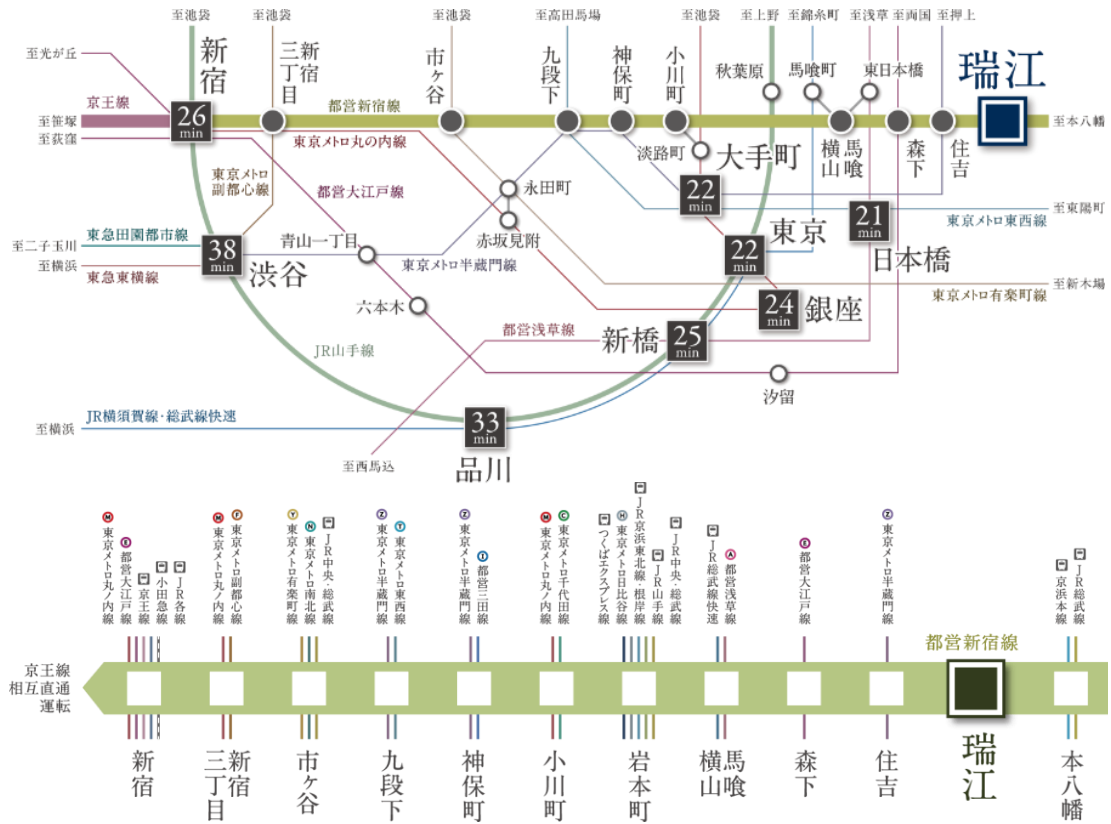 至池袋
至池袋
至池袋
至高田馬場
至池袋
至上野
至錦糸町
至浅草
至両国
至押上
至光が丘
新宿
新宿三丁目
市ヶ谷
九段下
神保町
小川町
秋葉原
馬喰町
東日本橋
瑞江
京王線
都営新宿線
至笹塚
26
min
至本八幡
至荻窪
東京メトロ丸の内線
淡路町
大手町
馬喰横山
森下
住吉
東京メトロ
副都心線
都営大江戸線
永田町
22
min
至東陽町
東京メトロ東西線
東急田園都市線
至二子玉川
38
min
渋谷
青山一丁目
赤坂見附
東京
21
min
日本橋
至横浜
東急東横線
東京メトロ半蔵門線
22
min
至新木場
東京メトロ有楽町線
六本木
24
min
銀座
都営浅草線
新橋
25
min
JR山手線
汐留
JR横須賀線・総武線快速
至横浜
33
min
品川
至西馬込
M 東京メトロ丸ノ内線
E 都営大江戸線
京王線
小田急線
JR各線
M 東京メトロ丸ノ内線
F 東京メトロ副都心線
Y 東京メトロ有楽町線
N 東京メトロ南北線
JR中央・総武線
Z 東京メトロ半蔵門線
T 東京メトロ東西線
Z 東京メトロ半蔵門線
I 都営三田線
M 東京メトロ丸ノ内線
C 東京メトロ千代田線
つくばエクスプレス線
H 東京メトロ日比谷線
JR京浜東北線・根岸線
JR山手線
JR中央・総武線
JR総武線快速
A 都営浅草線
E 都営大江戸線
Z 東京メトロ半蔵門線
京浜本線
JR総武線
都営新宿線
京王線
相互直通
運転
新宿
新宿三丁目
市ヶ谷
九段下
神保町
小川町
岩本町
馬喰横山
森下
住吉
瑞江
本八幡